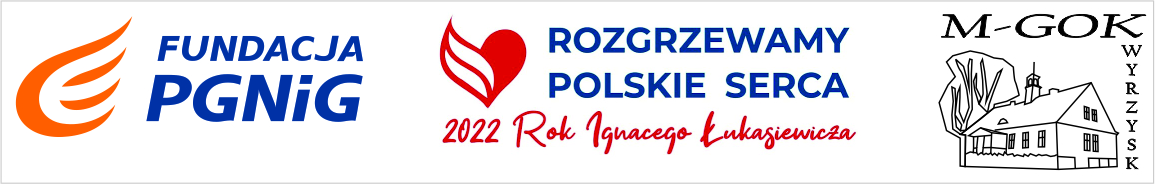 FUNDACJA
PGNiG
ROZGRZEWAMY
POLSKIE SERCA
2022 Rok Ignacego Łukasiewicza
M-GOK
WYRZYSK